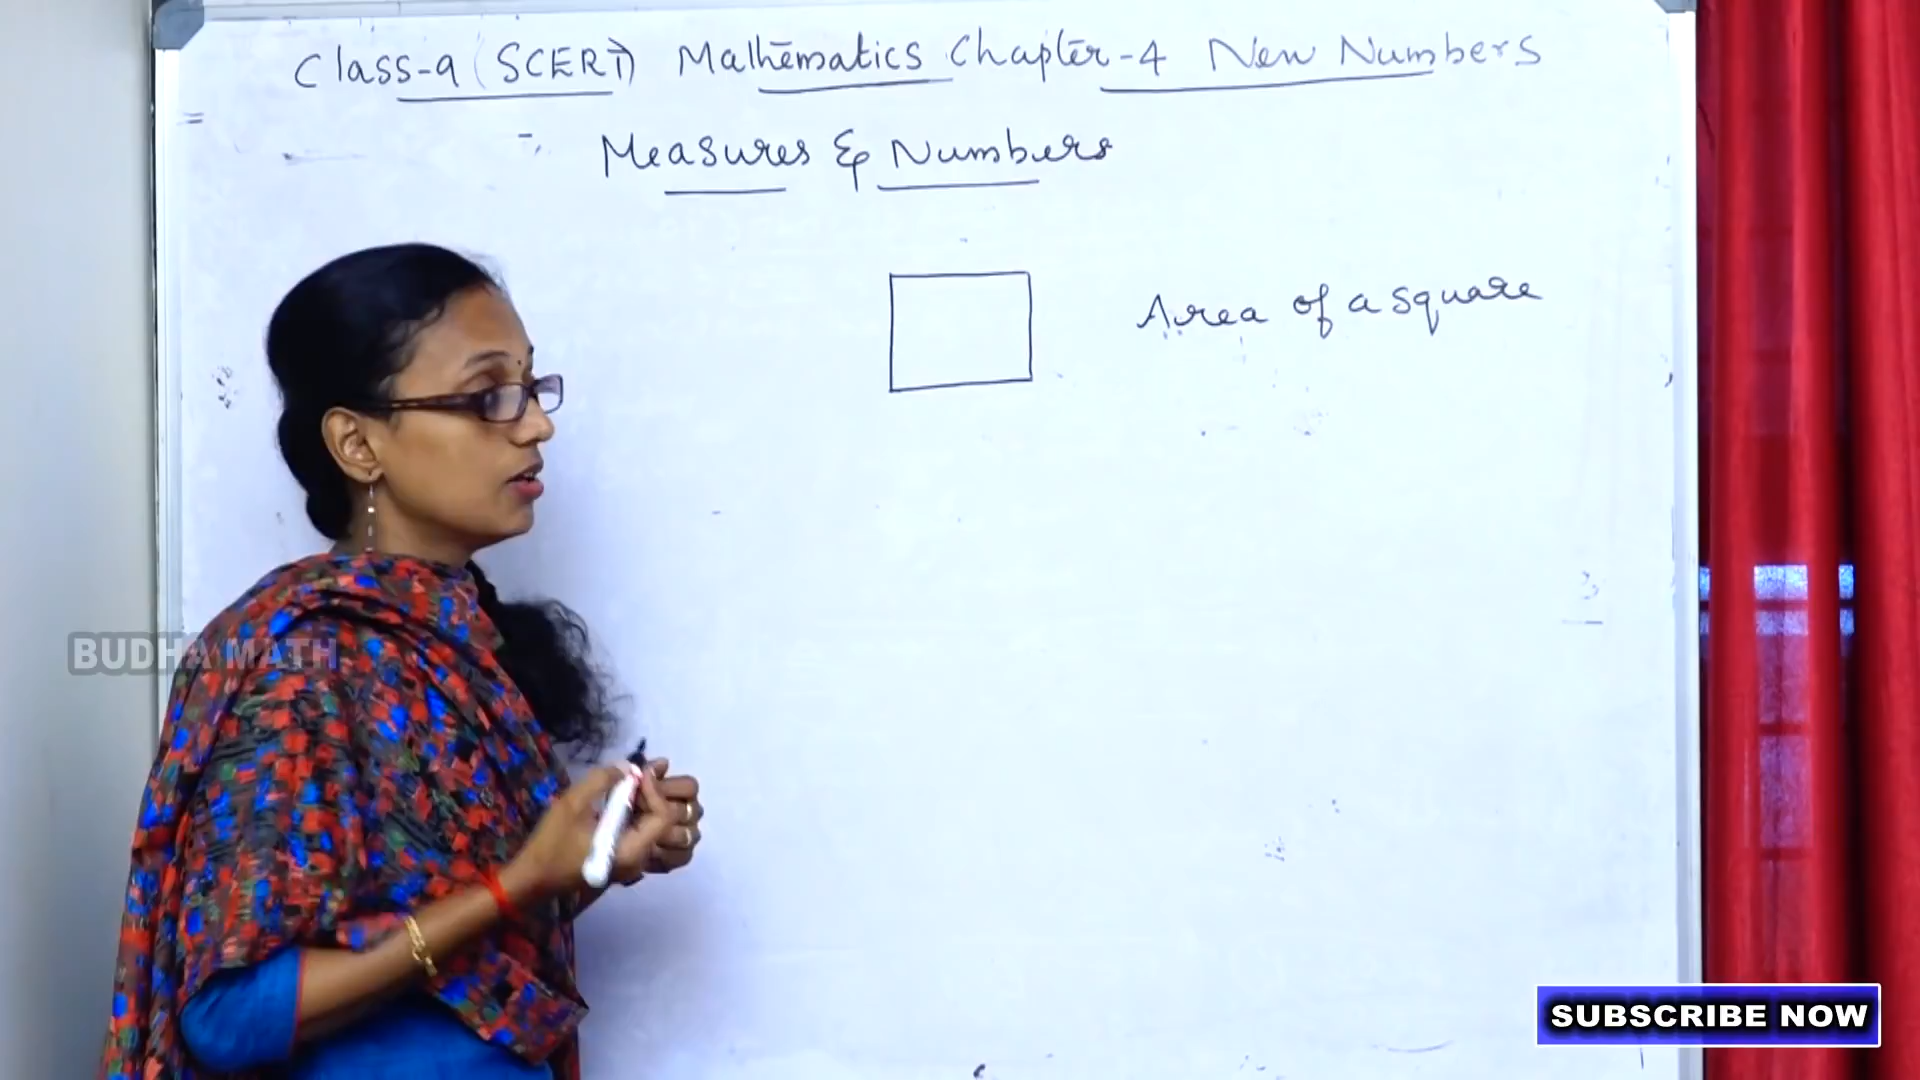 Class-9 (SCERT) Mathematics Chapter-4 New Numbers
Measures & Numbers
Area of a square
BUDHA MATH
SUBSCRIBE NOW